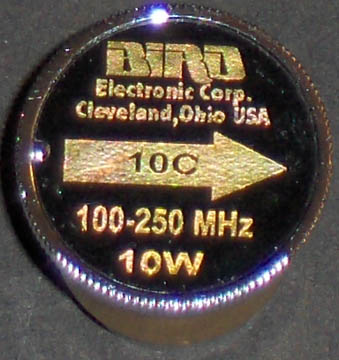 BIRD
Electronic Corp.
Cleveland,Ohio USA
10C
100-250 MHz
10W